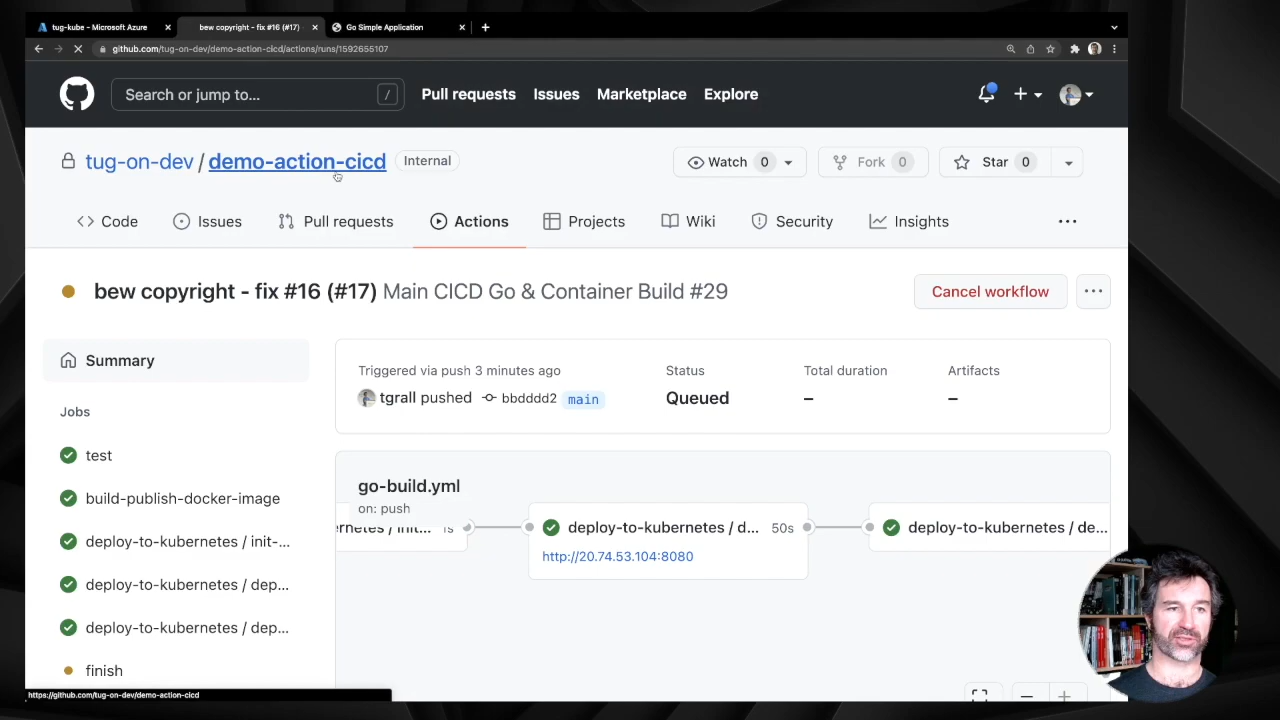 tug-kube - Microsoft Azure
bew copyright - fix #16 (#17)
Go Simple Application
github.com/tug-on-dev/demo-action-cicd/actions/runs/1592655107
Search or jump to... /
Pull requests
Issues
Marketplace
Explore
tug-on-dev / demo-action-cicd
Internal
Watch 0
Fork 0
Star 0
Code
Issues
Pull requests
Actions
Projects
Wiki
Security
Insights
bew copyright - fix #16 (#17) Main CICD Go & Container Build #29
Cancel workflow
Summary
Triggered via push 3 minutes ago
Status
Total duration
Artifacts
tgrall pushed bbdddd2 main
Queued
–
–
Jobs
test
build-publish-docker-image
deploy-to-kubernetes / init-...
deploy-to-kubernetes / dep...
deploy-to-kubernetes / dep...
finish
go-build.yml
on: push
ernetes / init... 1s
deploy-to-kubernetes / d... 50s
http://20.74.53.104:8080
deploy-to-kubernetes / de...
https://github.com/tug-on-dev/demo-action-cicd